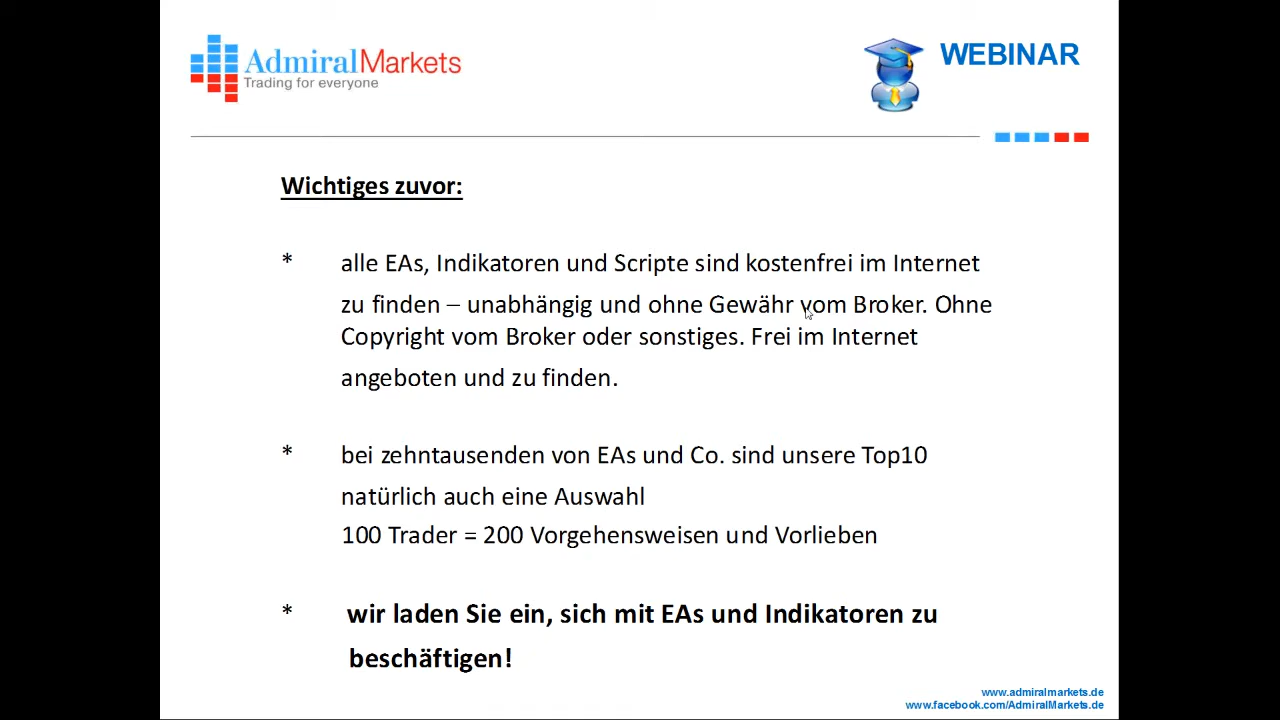 AdmiralMarkets
Trading for everyone
WEBINAR
Wichtiges zuvor:
* alle EAs, Indikatoren und Scripte sind kostenfrei im Internet
zu finden – unabhängig und ohne Gewähr vom Broker. Ohne
Copyright vom Broker oder sonstiges. Frei im Internet
angeboten und zu finden.
* bei zehntausenden von EAs und Co. sind unsere Top10
natürlich auch eine Auswahl
100 Trader = 200 Vorgehensweisen und Vorlieben
* wir laden Sie ein, sich mit EAs und Indikatoren zu
beschäftigen!
www.admiralmarkets.de
www.facebook.com/AdmiralMarkets.de